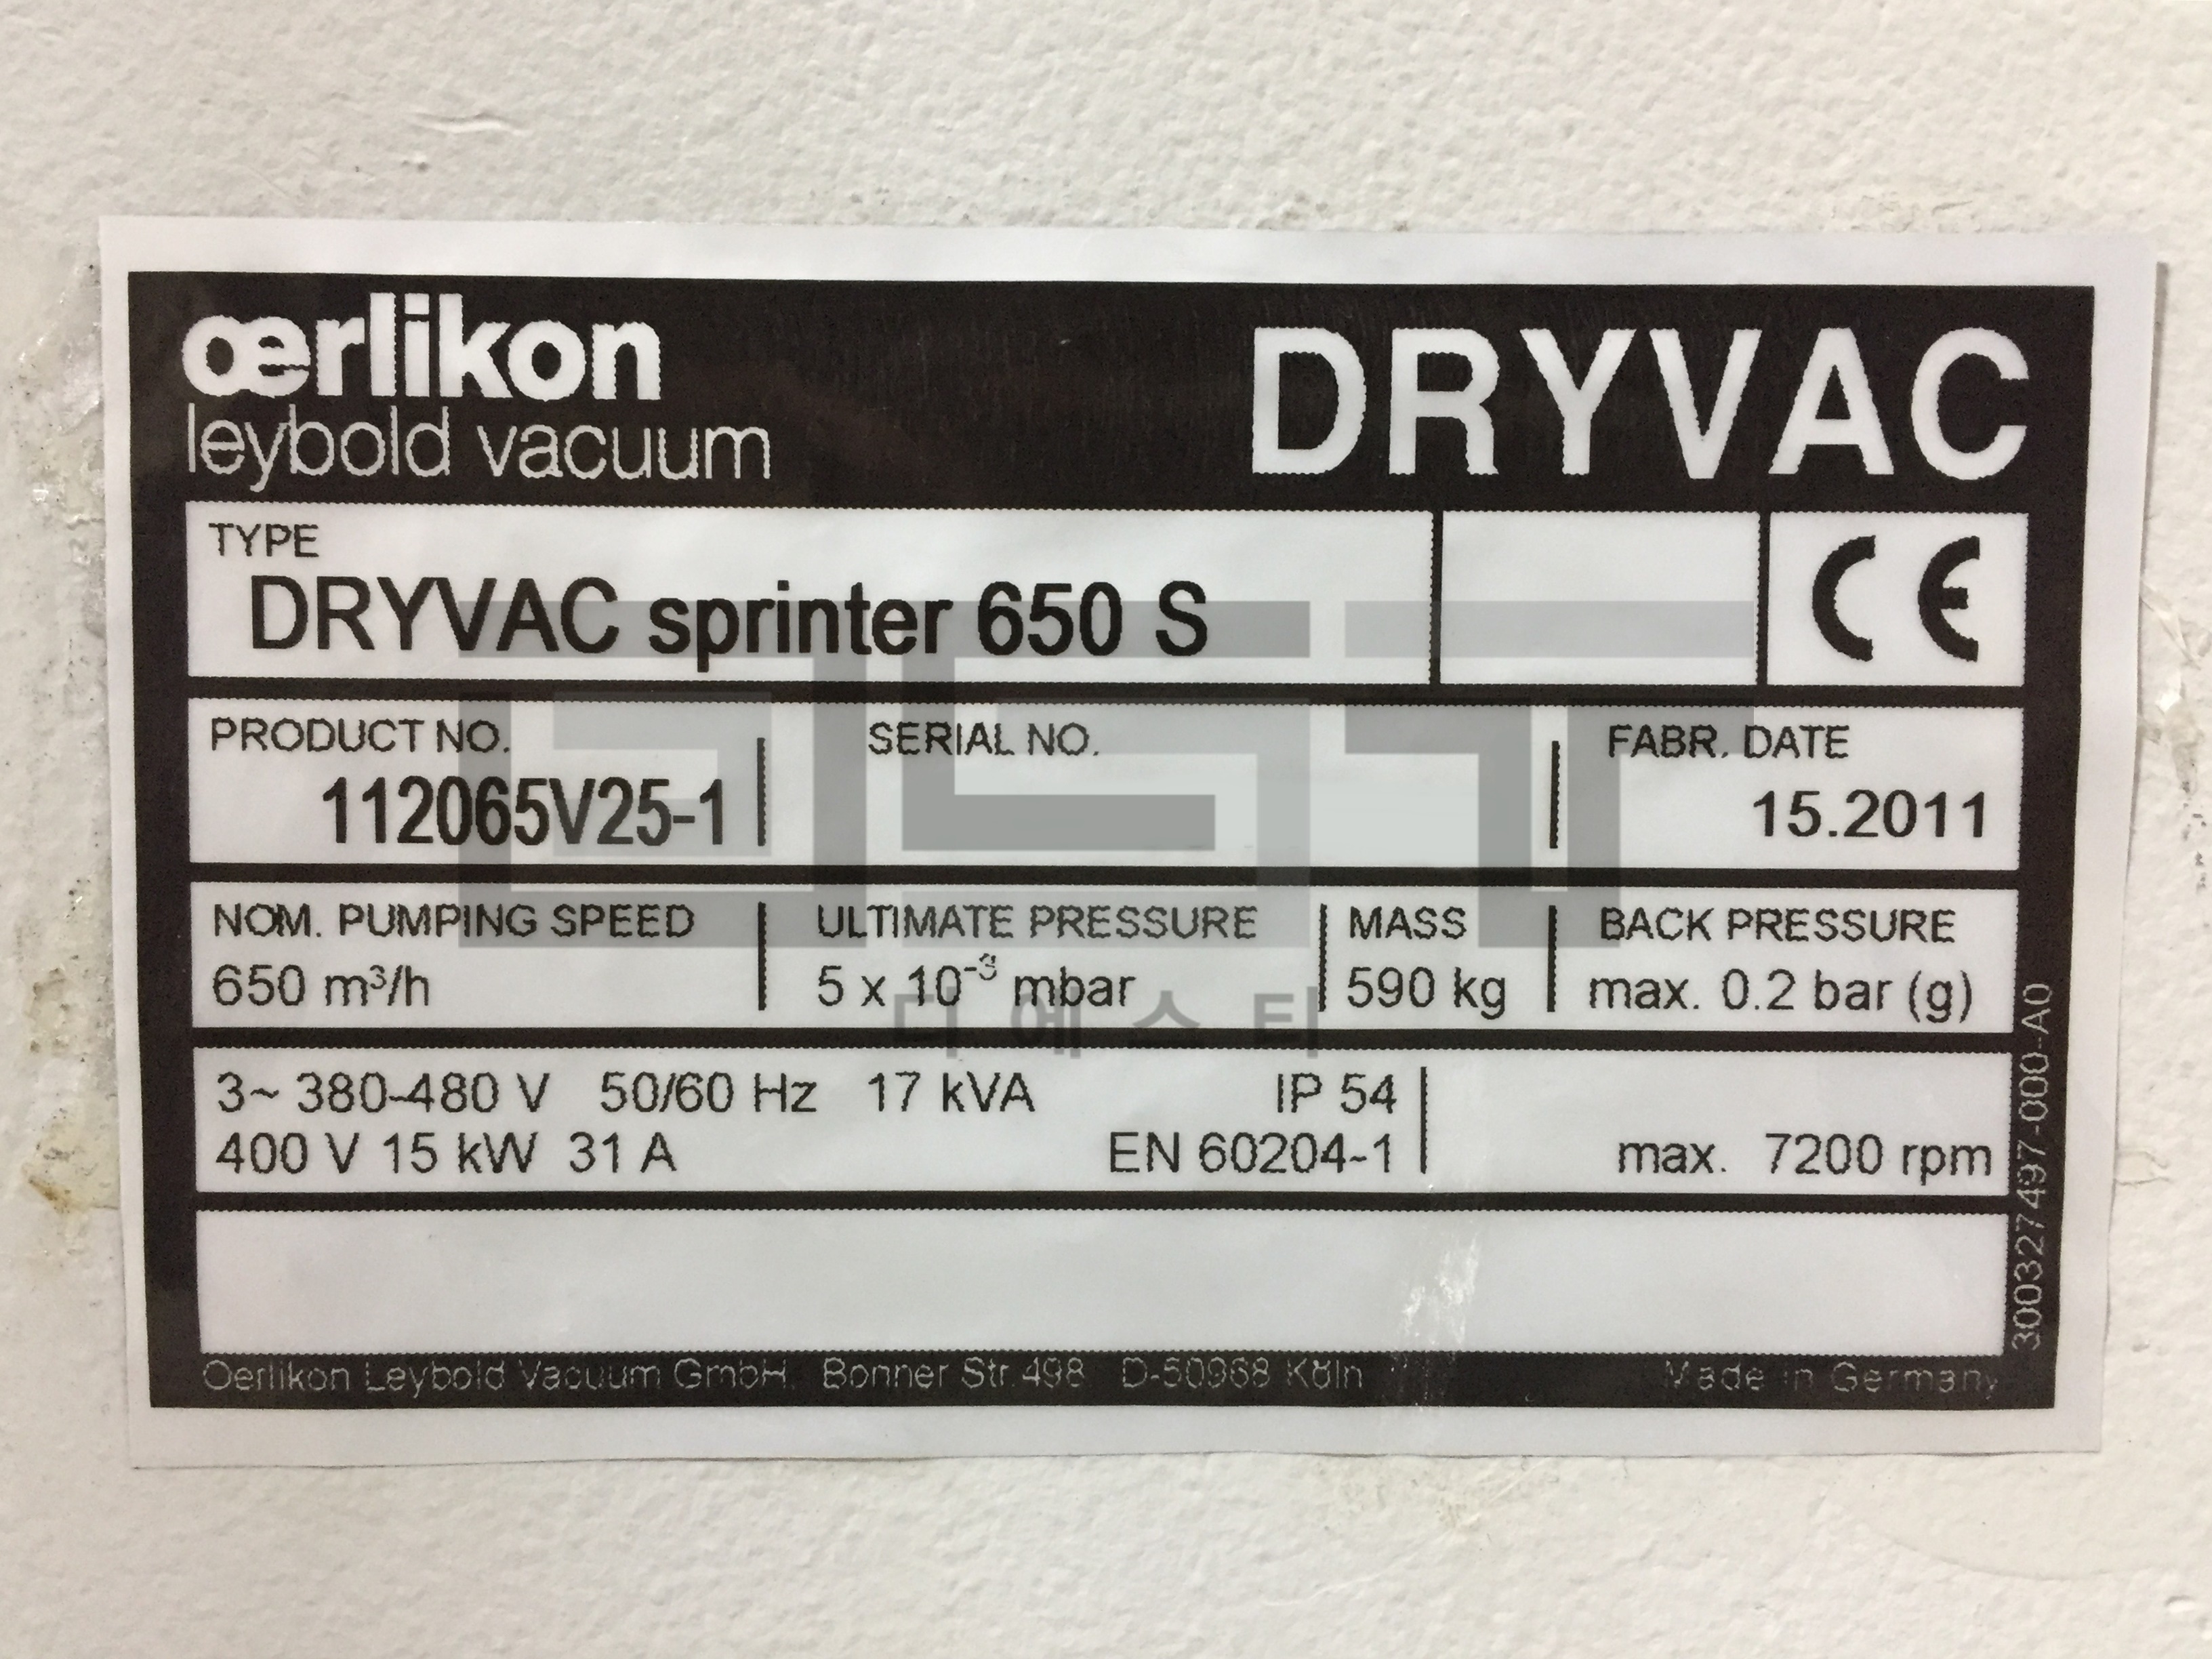 œrlikon
leybold vacuum
DRYVAC
TYPE
DRYVAC sprinter 650 S
CE
PRODUCT NO.
112065V25-1
SERIAL NO.
FABR. DATE
15.2011
NOM. PUMPING SPEED
650 m³/h
ULTIMATE PRESSURE
5 x 10⁻³ mbar
MASS
590 kg
BACK PRESSURE
max. 0.2 bar (g)
DST
디에스티
3~ 380-480 V 50/60 Hz 17 kVA IP 54
400 V 15 kW 31 A EN 60204-1
max. 7200 rpm
300327497-000-A0
Oerlikon Leybold Vacuum GmbH. Bonner Str.498 D-50968 Köln Made in Germany